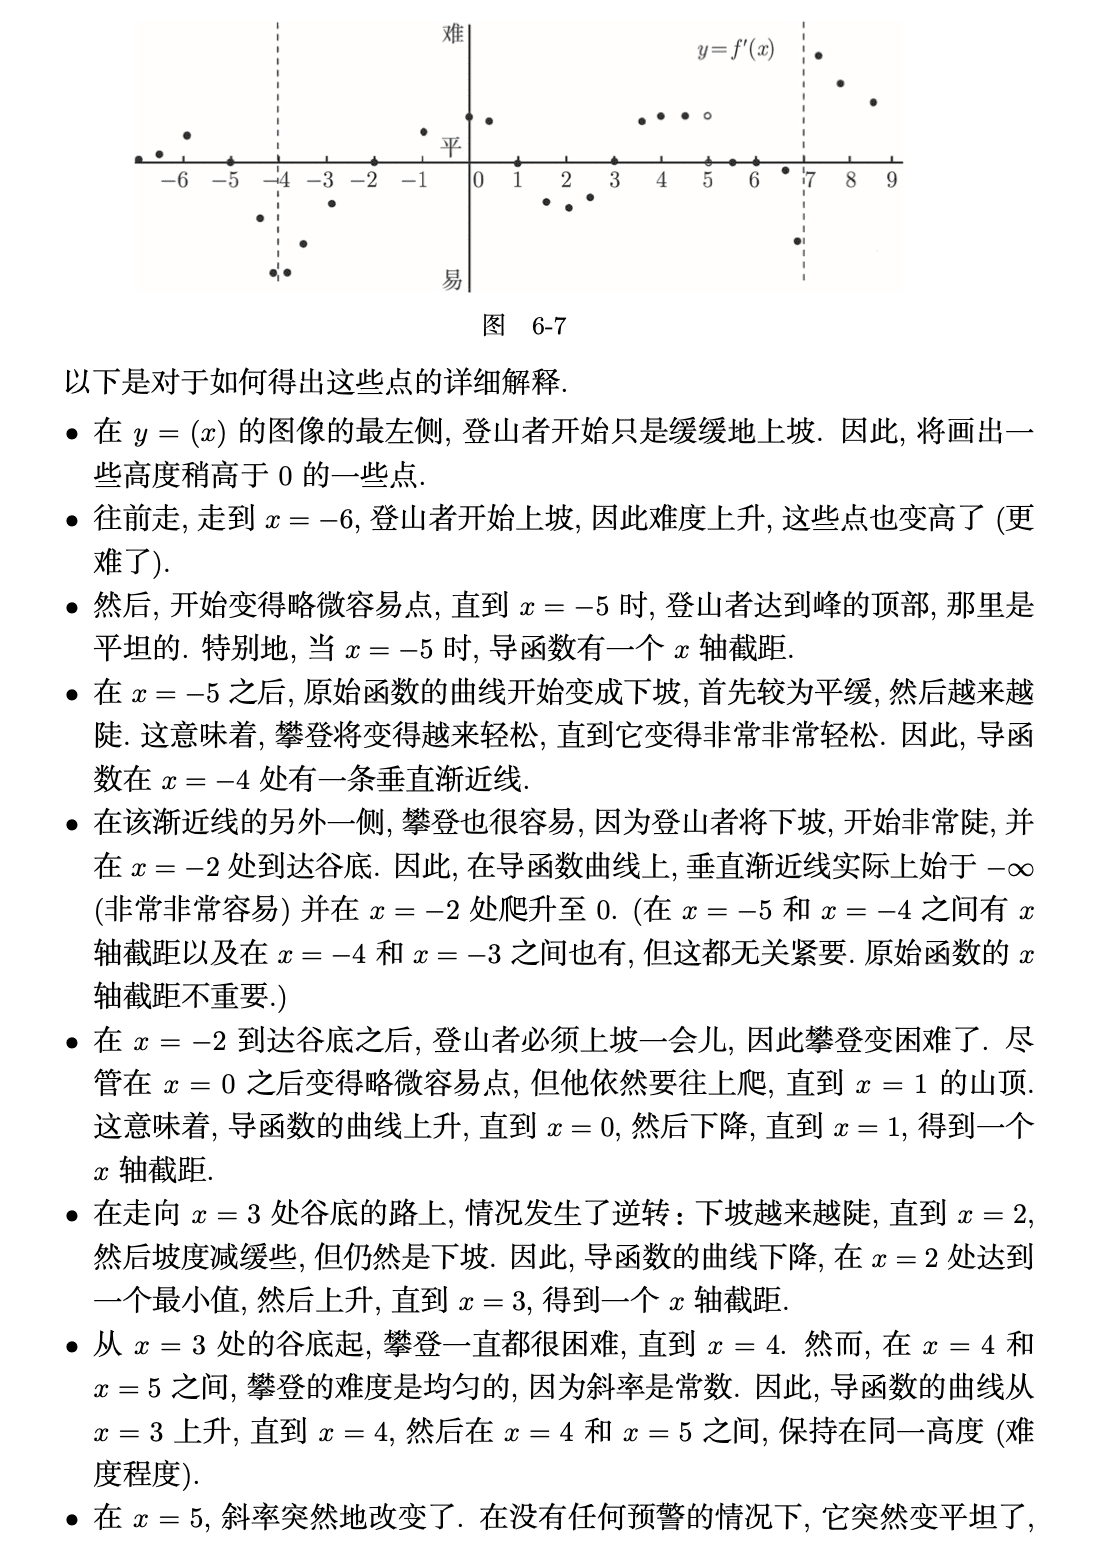 难
y=f′(x)
平
−6 −5 −4 −3 −2 −1 0 1 2 3 4 5 6 7 8 9
易
图 6-7
以下是对于如何得出这些点的详细解释.
• 在 y = (x) 的图像的最左侧, 登山者开始只是缓缓地上坡. 因此, 将画出一
些高度稍高于 0 的一些点.
• 往前走, 走到 x = −6, 登山者开始上坡, 因此难度上升, 这些点也变高了 (更
难了).
• 然后, 开始变得略微容易点, 直到 x = −5 时, 登山者达到峰的顶部, 那里是
平坦的. 特别地, 当 x = −5 时, 导函数有一个 x 轴截距.
• 在 x = −5 之后, 原始函数的曲线开始变成下坡, 首先较为平缓, 然后越来越
陡. 这意味着, 攀登将变得越来轻松, 直到它变得非常非常轻松. 因此, 导函
数在 x = −4 处有一条垂直渐近线.
• 在该渐近线的另外一侧, 攀登也很容易, 因为登山者将下坡, 开始非常陡, 并
在 x = −2 处到达谷底. 因此, 在导函数曲线上, 垂直渐近线实际上始于 −∞
(非常非常容易) 并在 x = −2 处爬升至 0. (在 x = −5 和 x = −4 之间有 x
轴截距以及在 x = −4 和 x = −3 之间也有, 但这都无关紧要. 原始函数的 x
轴截距不重要.)
• 在 x = −2 到达谷底之后, 登山者必须上坡一会儿, 因此攀登变困难了. 尽
管在 x = 0 之后变得略微容易点, 但他依然要往上爬, 直到 x = 1 的山顶.
这意味着, 导函数的曲线上升, 直到 x = 0, 然后下降, 直到 x = 1, 得到一个
x 轴截距.
• 在走向 x = 3 处谷底的路上, 情况发生了逆转: 下坡越来越陡, 直到 x = 2,
然后坡度减缓些, 但仍然是下坡. 因此, 导函数的曲线下降, 在 x = 2 处达到
一个最小值, 然后上升, 直到 x = 3, 得到一个 x 轴截距.
• 从 x = 3 处的谷底起, 攀登一直都很困难, 直到 x = 4. 然而, 在 x = 4 和
x = 5 之间, 攀登的难度是均匀的, 因为斜率是常数. 因此, 导函数的曲线从
x = 3 上升, 直到 x = 4, 然后在 x = 4 和 x = 5 之间, 保持在同一高度 (难
度程度).
• 在 x = 5, 斜率突然地改变了. 在没有任何预警的情况下, 它突然变平坦了,